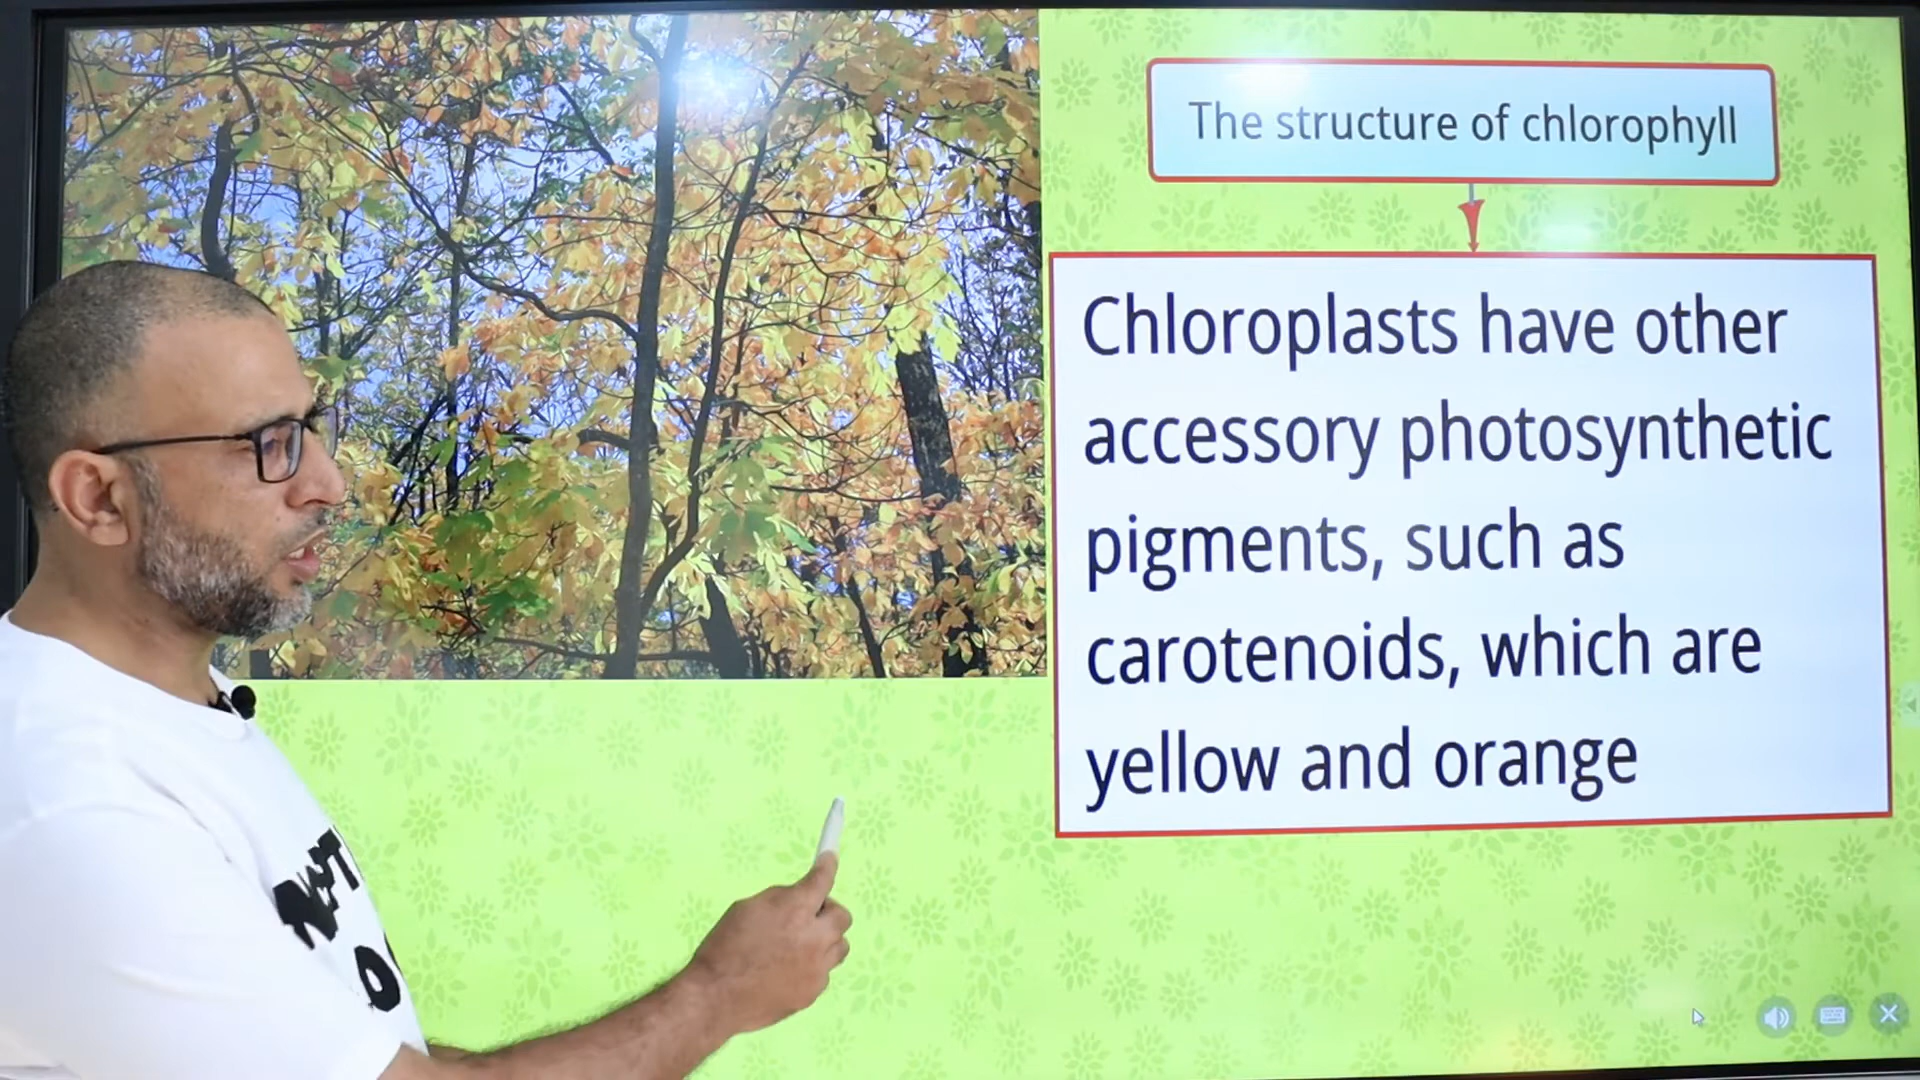 The structure of chlorophyll
Chloroplasts have other
accessory photosynthetic
pigments, such as
carotenoids, which are
yellow and orange